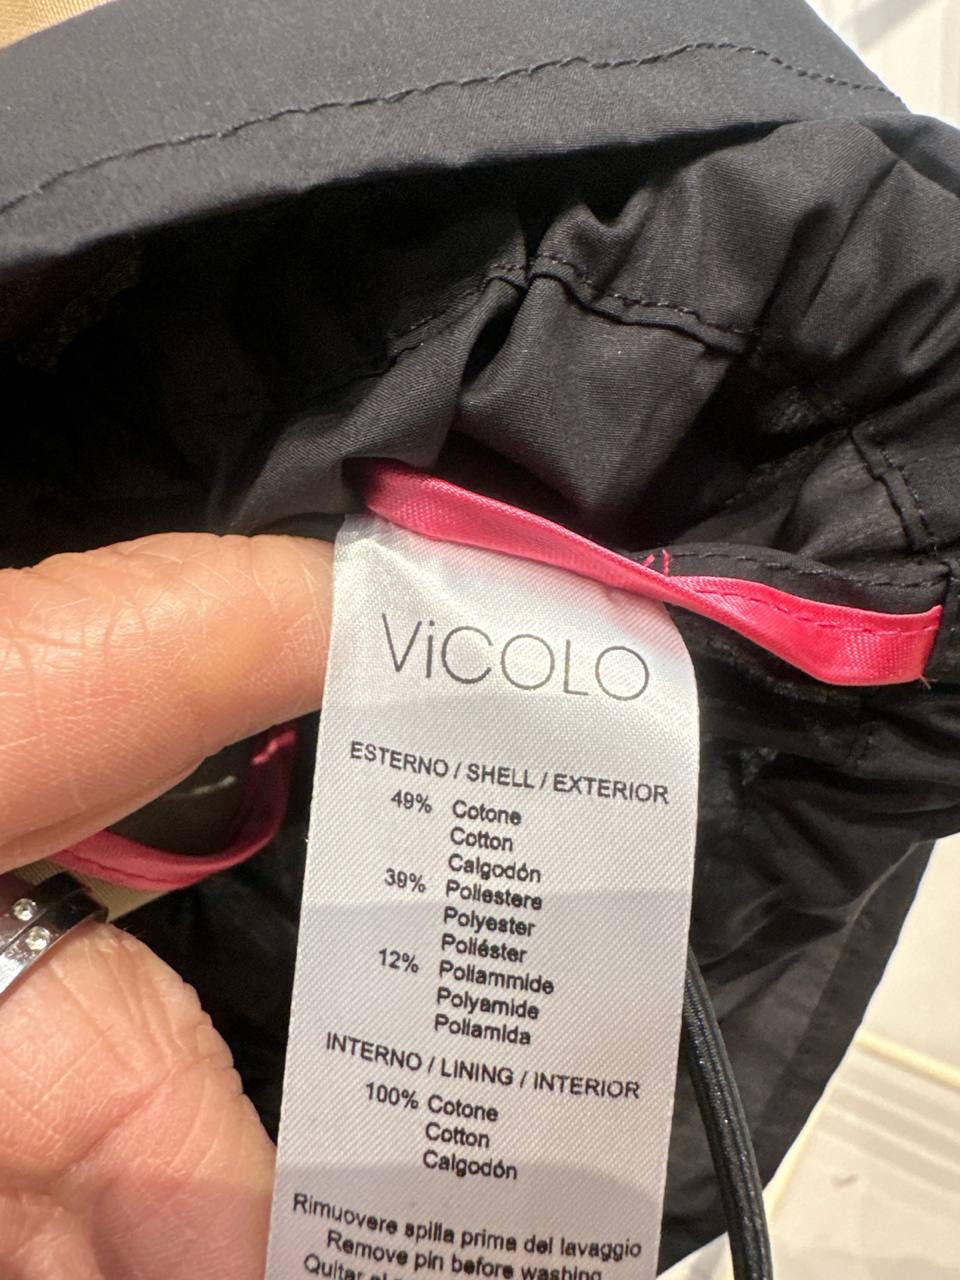 ViCOLO
ESTERNO / SHELL / EXTERIOR
49% Cotone
Cotton
Calgodón
39% Poliestere
Polyester
Poliéster
12% Poliammide
Polyamide
Poliamida
INTERNO / LINING / INTERIOR
100% Cotone
Cotton
Calgodón
Rimuovere spilla prima del lavaggio
Remove pin before washing
Quitar